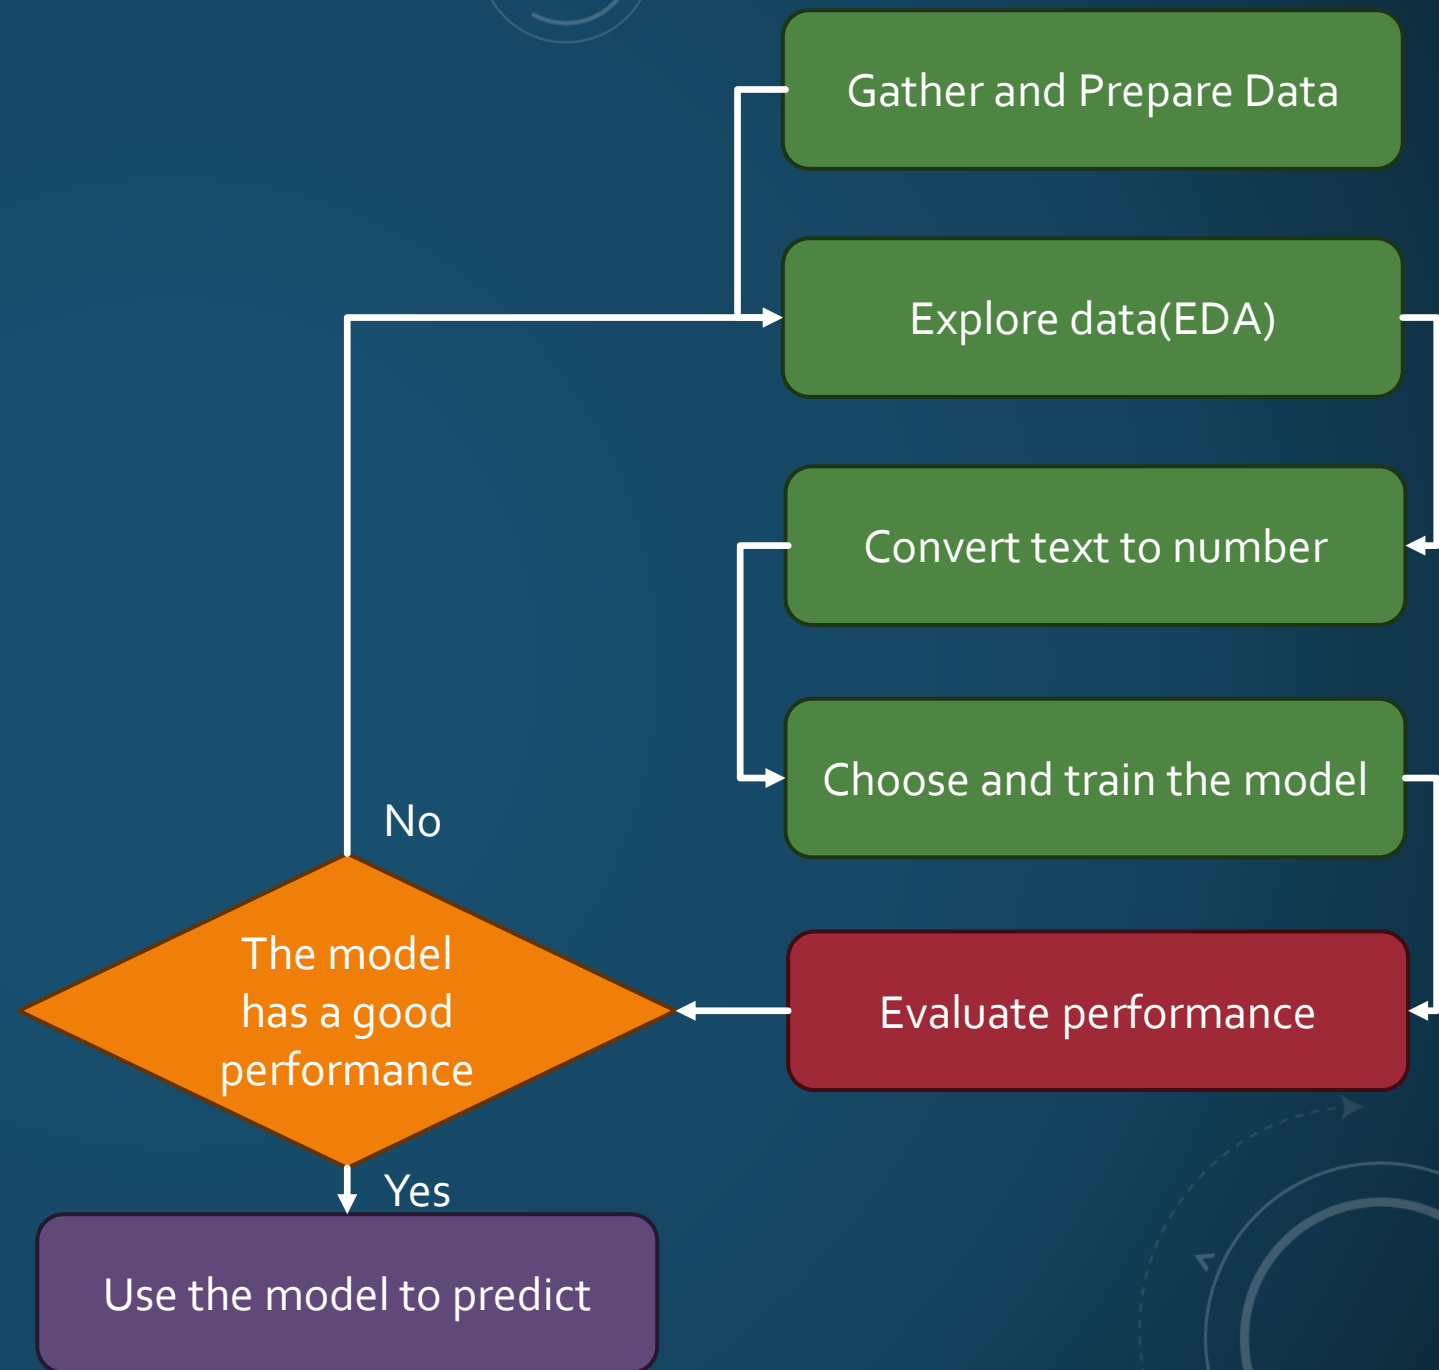 Gather and Prepare Data
Explore data(EDA)
Convert text to number
Choose and train the model
No
The model
has a good
performance
Evaluate performance
Yes
Use the model to predict